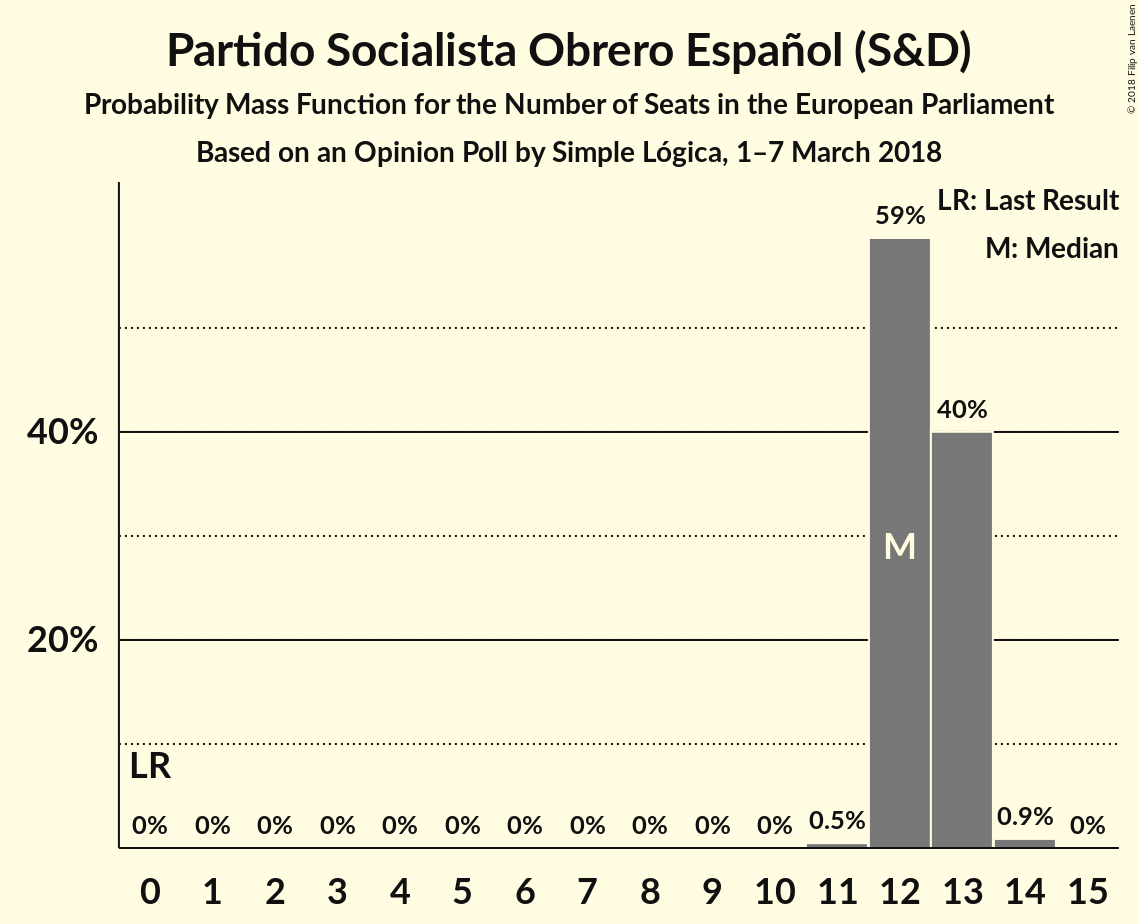 Partido Socialista Obrero Español (S&D)
Probability Mass Function for the Number of Seats in the European Parliament
Based on an Opinion Poll by Simple Lógica, 1–7 March 2018
© 2018 Filip van Laenen
LR: Last Result
M: Median
59%
40%
40%
M
20%
LR
0% 0% 0% 0% 0% 0% 0% 0% 0% 0% 0% 0.5% 0.9% 0%
0 1 2 3 4 5 6 7 8 9 10 11 12 13 14 15